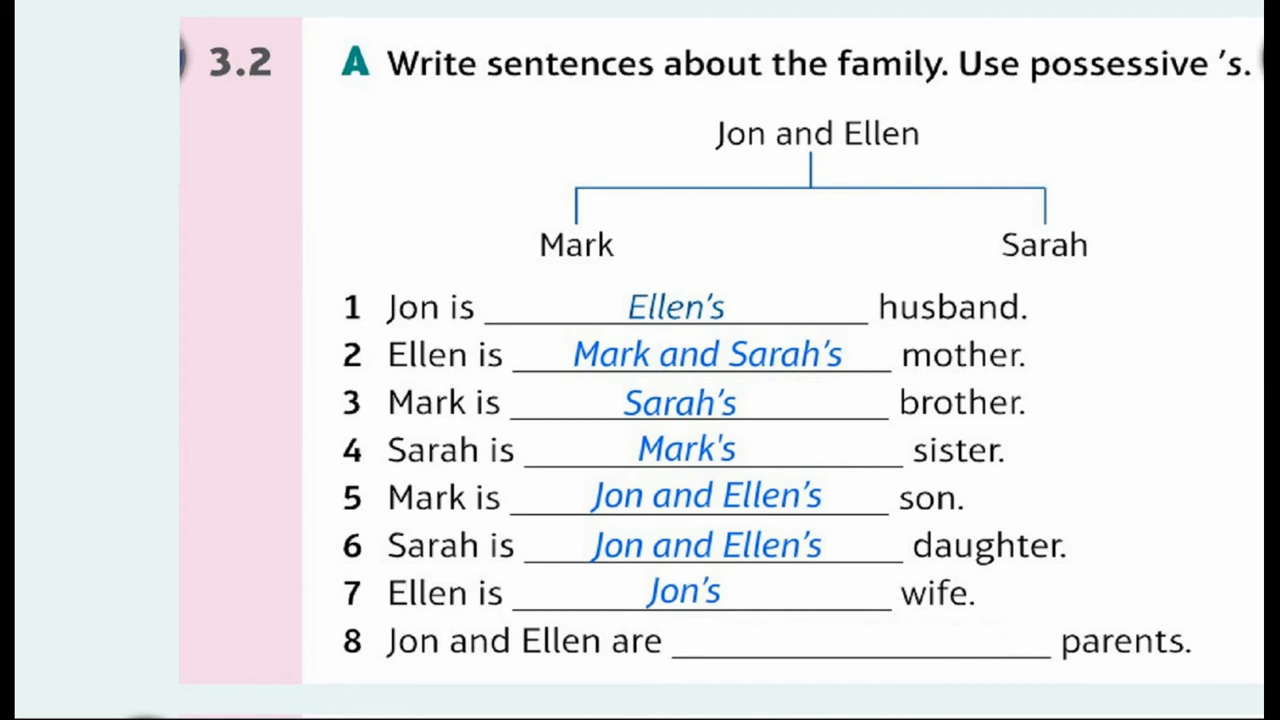 3.2
A Write sentences about the family. Use possessive ’s.
Jon and Ellen
Mark Sarah
1 Jon is Ellen’s husband.
2 Ellen is Mark and Sarah’s mother.
3 Mark is Sarah’s brother.
4 Sarah is Mark's sister.
5 Mark is Jon and Ellen’s son.
6 Sarah is Jon and Ellen’s daughter.
7 Ellen is Jon’s wife.
8 Jon and Ellen are ____________________ parents.